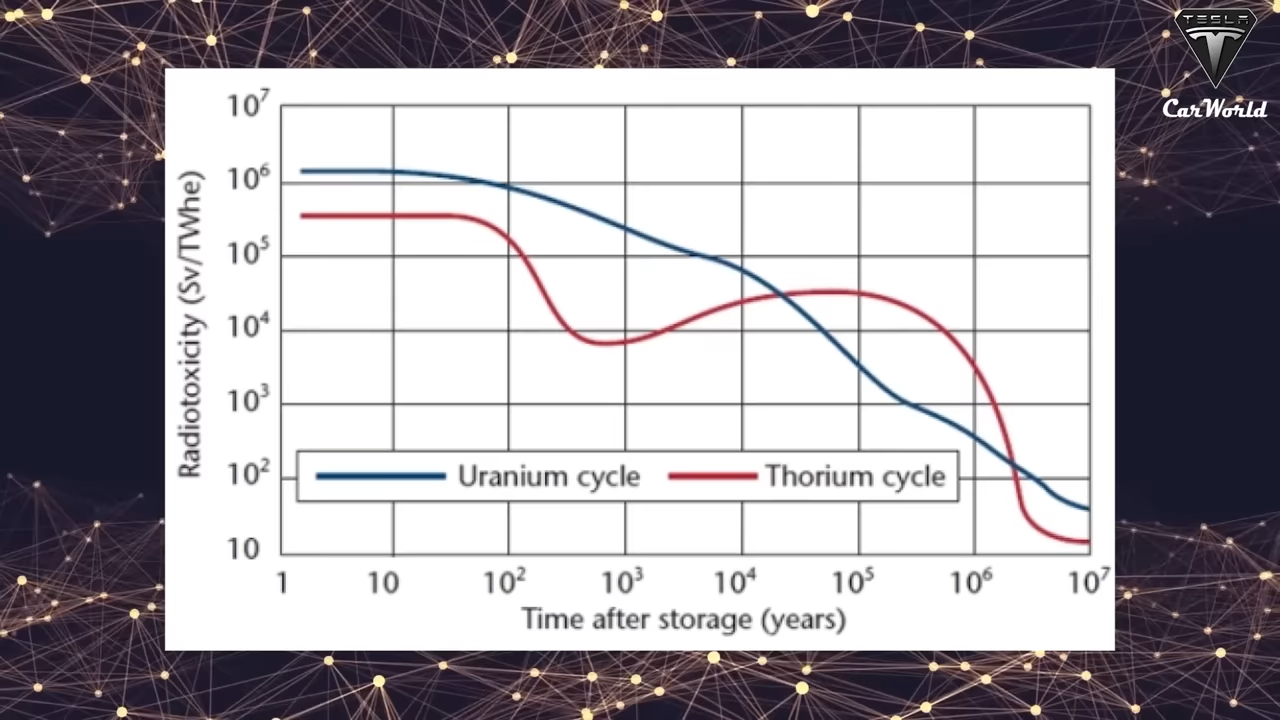 TESLA
CarWorld
10⁷
10⁶
10⁵
10⁴
10³
10²
10
Radiotoxicity (Sv/TWhe)
Uranium cycle
Thorium cycle
1 10 10² 10³ 10⁴ 10⁵ 10⁶ 10⁷
Time after storage (years)